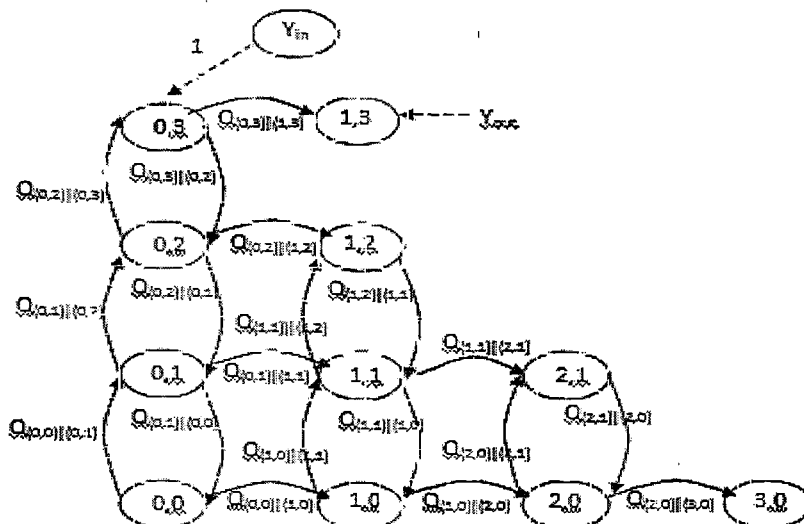 Y_in
1
0,3
Q(0,3)|(1,3)
1,3
Y_out
Q(0,2)|(0,3)
Q(0,3)|(0,2)
0,2
Q(0,2)|(1,2)
1,2
Q(0,1)|(0,2)
Q(0,2)|(0,1)
Q(1,1)|(1,2)
Q(1,2)|(1,1)
0,1
Q(0,1)|(1,1)
1,1
Q(1,1)|(2,1)
2,1
Q(0,0)|(0,1)
Q(0,1)|(0,0)
Q(1,0)|(1,1)
Q(1,1)|(1,0)
Q(2,0)|(2,1)
Q(2,1)|(2,0)
0,0
Q(0,0)|(1,0)
1,0
Q(1,0)|(2,0)
2,0
Q(2,0)|(3,0)
3,0